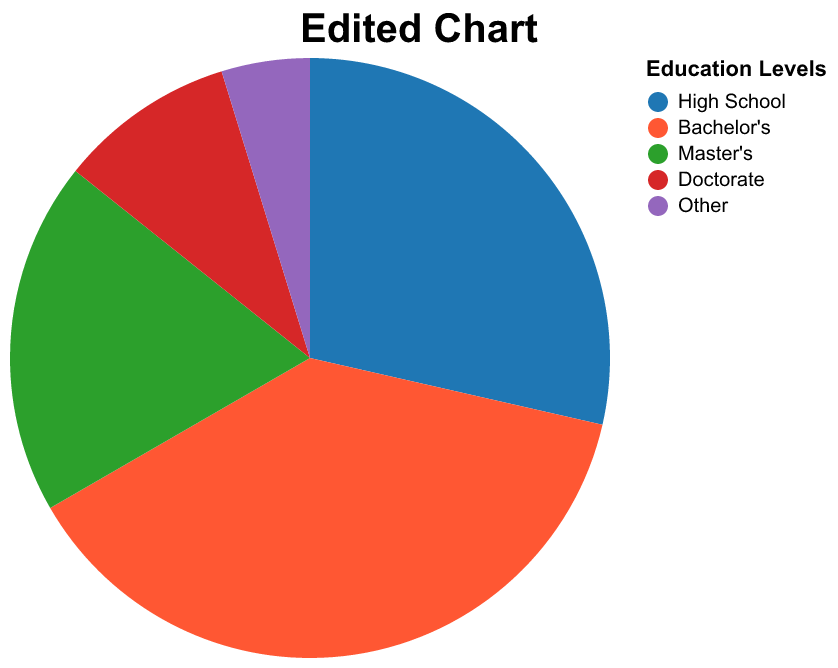 Edited Chart
Education Levels
High School
Bachelor's
Master's
Doctorate
Other